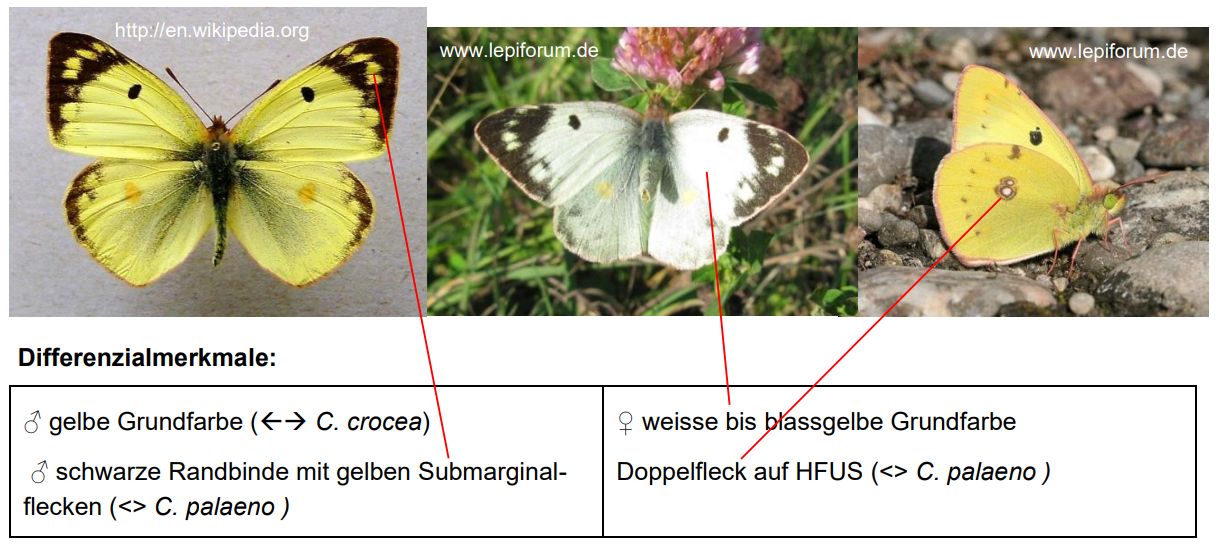 http://en.wikipedia.org
www.lepiforum.de
www.lepiforum.de
Differenzialmerkmale:
♂ gelbe Grundfarbe (←→ C. crocea)
♂ schwarze Randbinde mit gelben Submarginal-
flecken (<> C. palaeno )
♀ weisse bis blassgelbe Grundfarbe
Doppelfleck auf HFUS (<> C. palaeno )